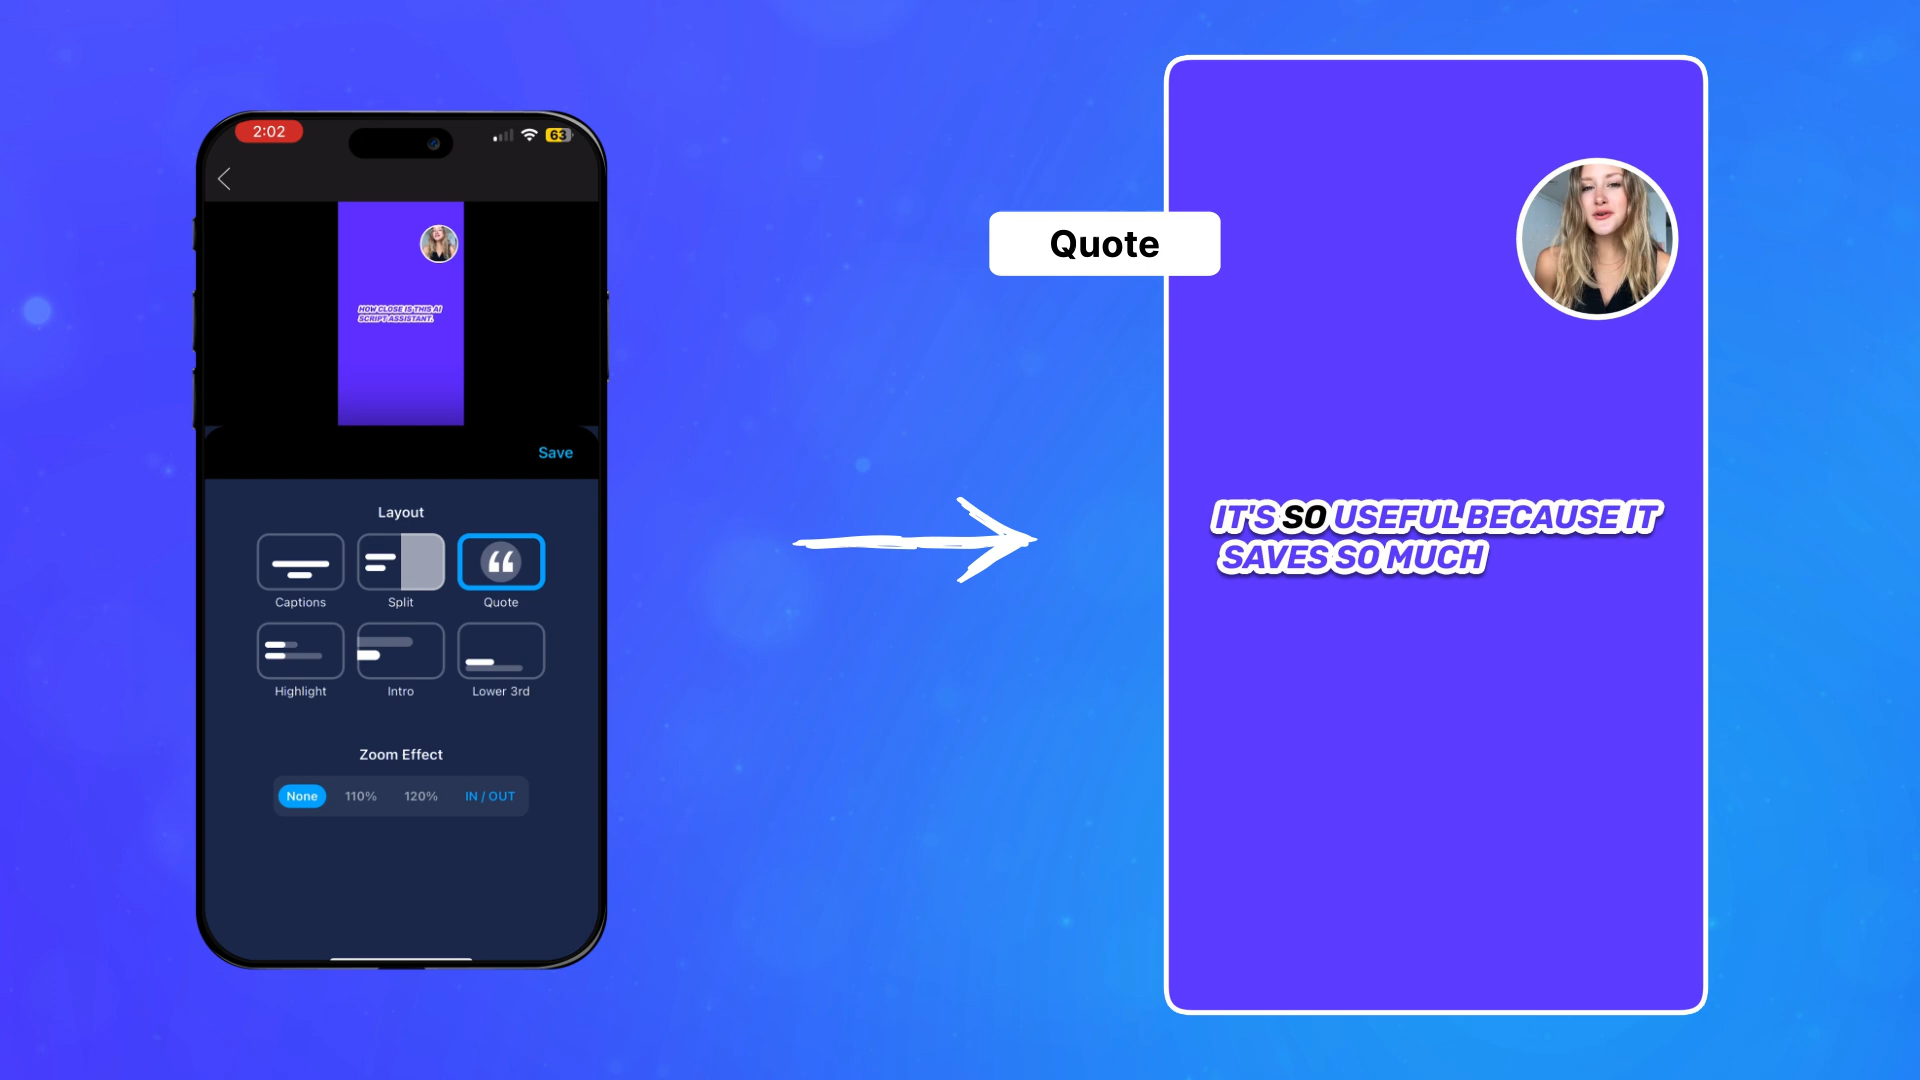 2:02
63
HOW CLOSE IS THIS AI
SCRIPT ASSISTANT.
Save
Layout
Captions
Split
Quote
Highlight
Intro
Lower 3rd
Zoom Effect
None
110%
120%
IN / OUT
Quote
IT'S SO USEFUL BECAUSE IT
SAVES SO MUCH